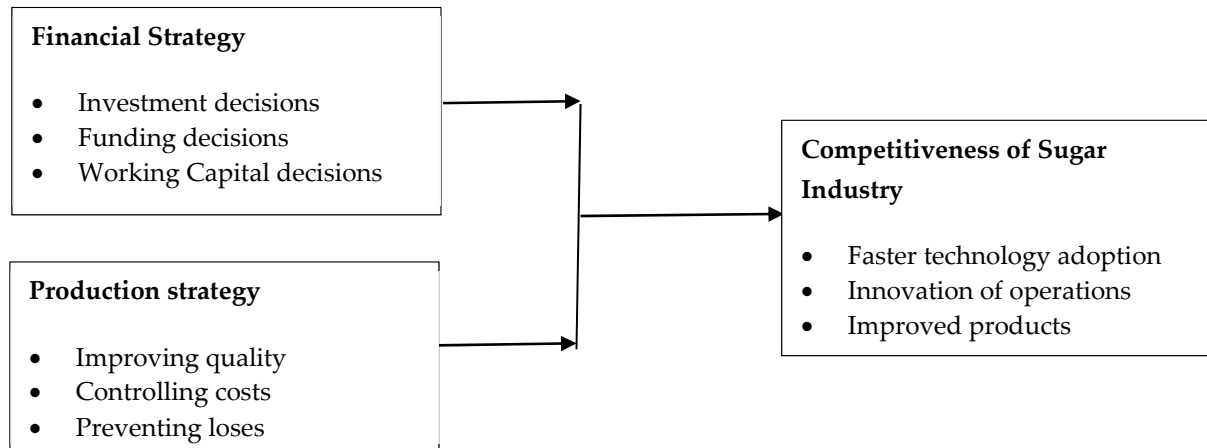 Financial Strategy
• Investment decisions
• Funding decisions
• Working Capital decisions
Production strategy
• Improving quality
• Controlling costs
• Preventing loses
Competitiveness of Sugar
Industry
• Faster technology adoption
• Innovation of operations
• Improved products